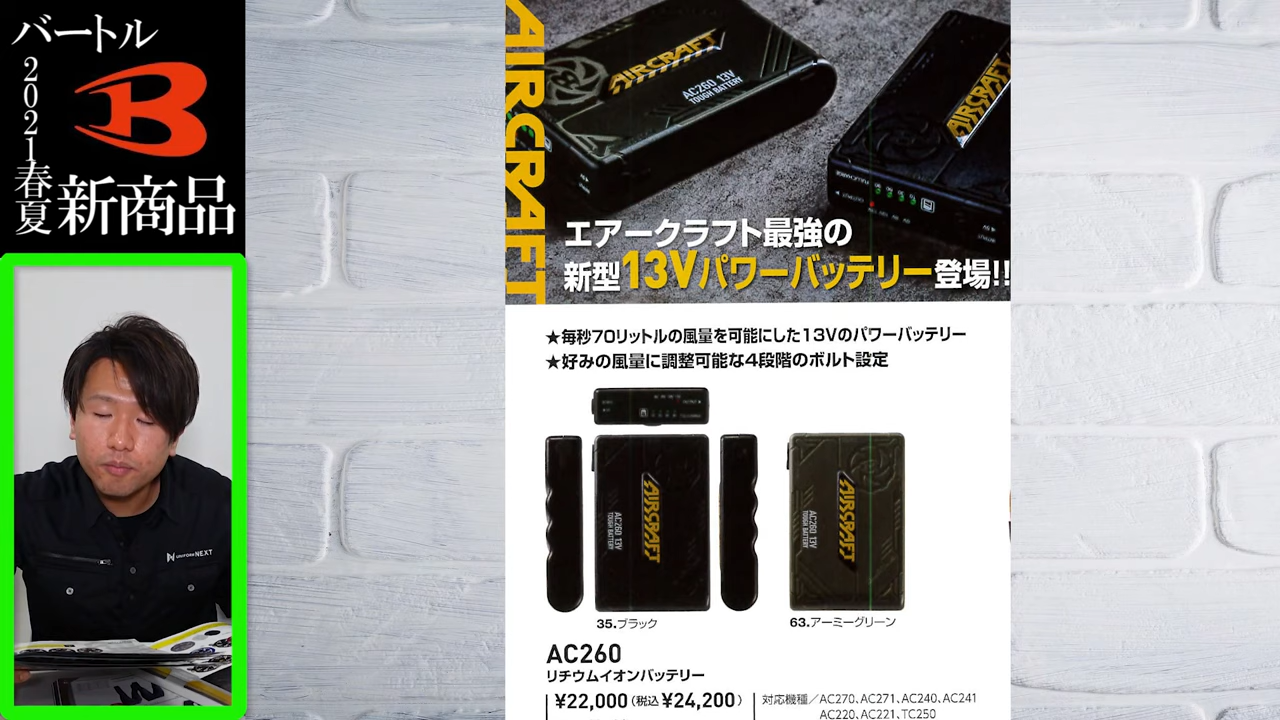 バートル
2021春夏
新商品
UNIFORM NEXT
AIRCRAFT
AIRCRAFT
AC260 13V
TOUGH BATTERY
AIRCRAFT
エアークラフト最強の
新型13Vパワーバッテリー登場!!
★毎秒70リットルの風量を可能にした13Vのパワーバッテリー
★好みの風量に調整可能な4段階のボルト設定
AIRCRAFT
AC260 13V
TOUGH BATTERY
AIRCRAFT
AC260 13V
TOUGH BATTERY
35.ブラック
63.アーミーグリーン
AC260
リチウムイオンバッテリー
¥22,000(税込 ¥24,200)
対応機種/AC270、AC271、AC240、AC241
AC220、AC221、TC250